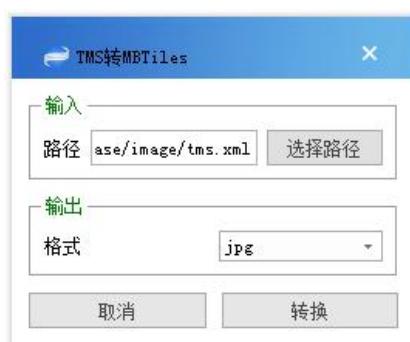 TMS转MBTiles
输入
路径 ase/image/tms.xml 选择路径
输出
格式 jpg
取消 转换